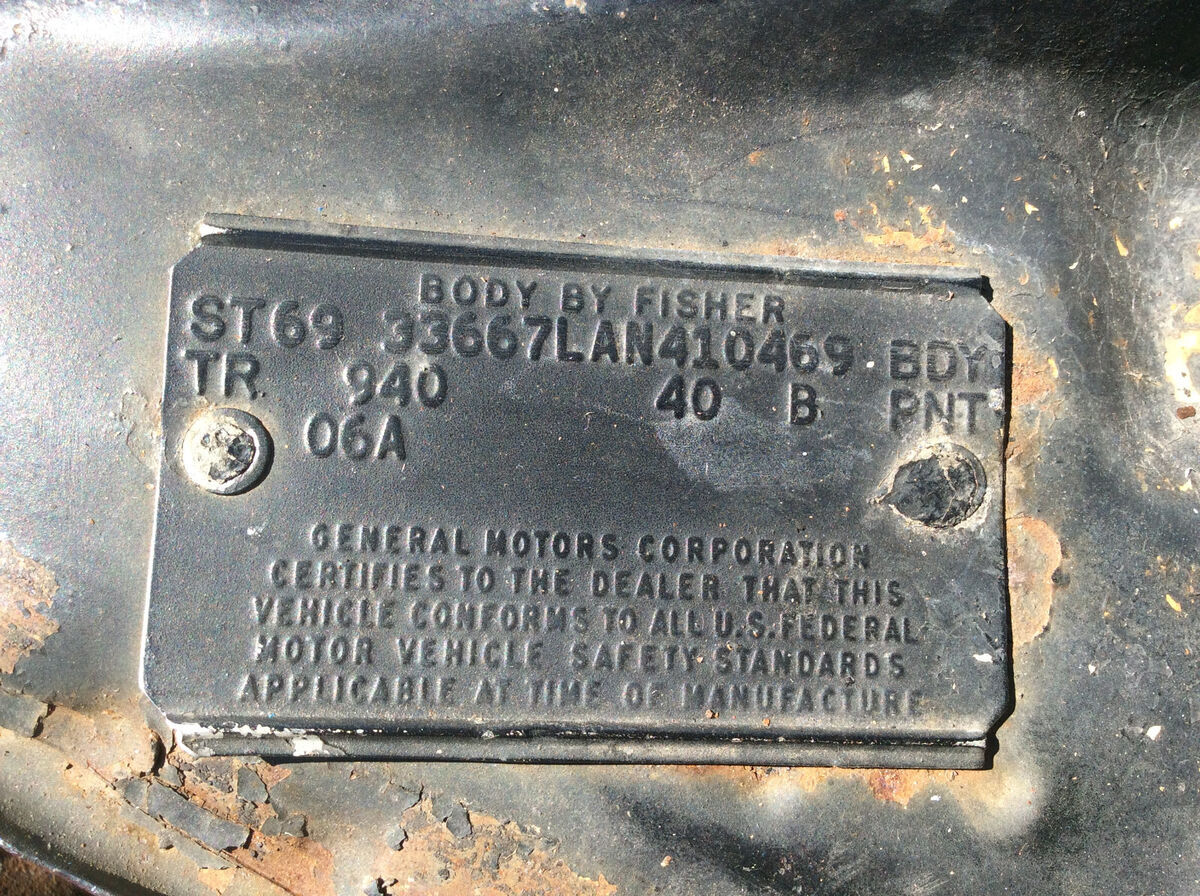 BODY BY FISHER
ST69 33667LAN410469 BDY
TR 940 40 B PNT
06A
GENERAL MOTORS CORPORATION
CERTIFIES TO THE DEALER THAT THIS
VEHICLE CONFORMS TO ALL U.S. FEDERAL
MOTOR VEHICLE SAFETY STANDARDS
APPLICABLE AT TIME OF MANUFACTURE